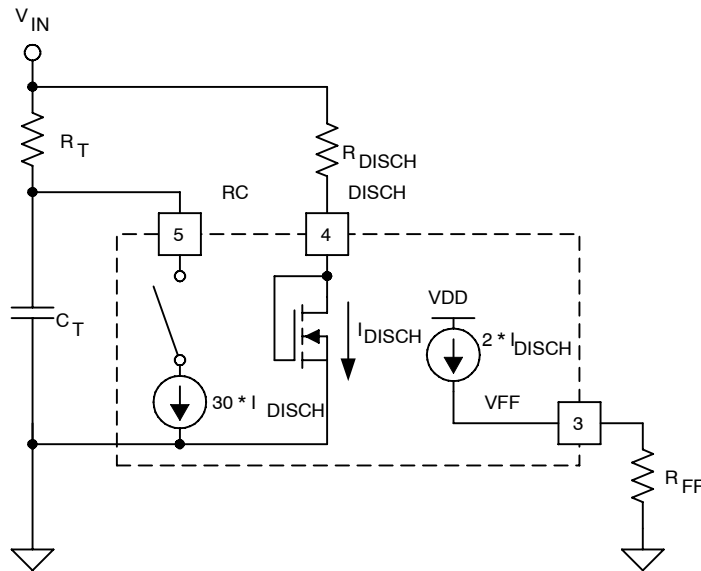 V IN
R T
R DISCH
RC
DISCH
5
4
C T
I DISCH
VDD
2 * I DISCH
30 * I DISCH
VFF
3
R FF